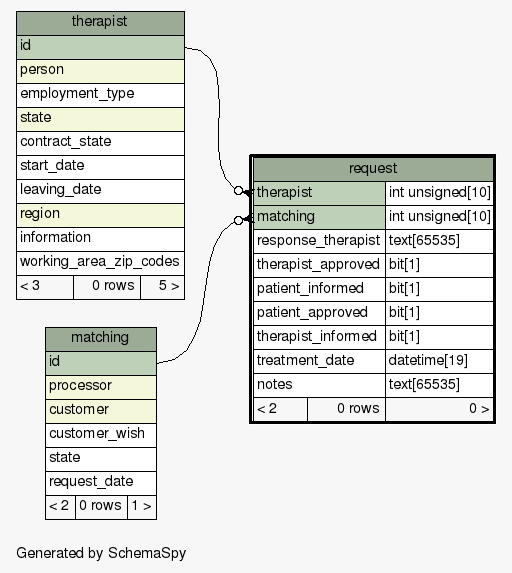 therapist
id
person
employment_type
state
contract_state
start_date
leaving_date
region
information
working_area_zip_codes
< 3 0 rows 5 >
request
therapist int unsigned[10]
matching int unsigned[10]
response_therapist text[65535]
therapist_approved bit[1]
patient_informed bit[1]
patient_approved bit[1]
therapist_informed bit[1]
treatment_date datetime[19]
notes text[65535]
< 2 0 rows 0 >
matching
id
processor
customer
customer_wish
state
request_date
< 2 0 rows 1 >
Generated by SchemaSpy